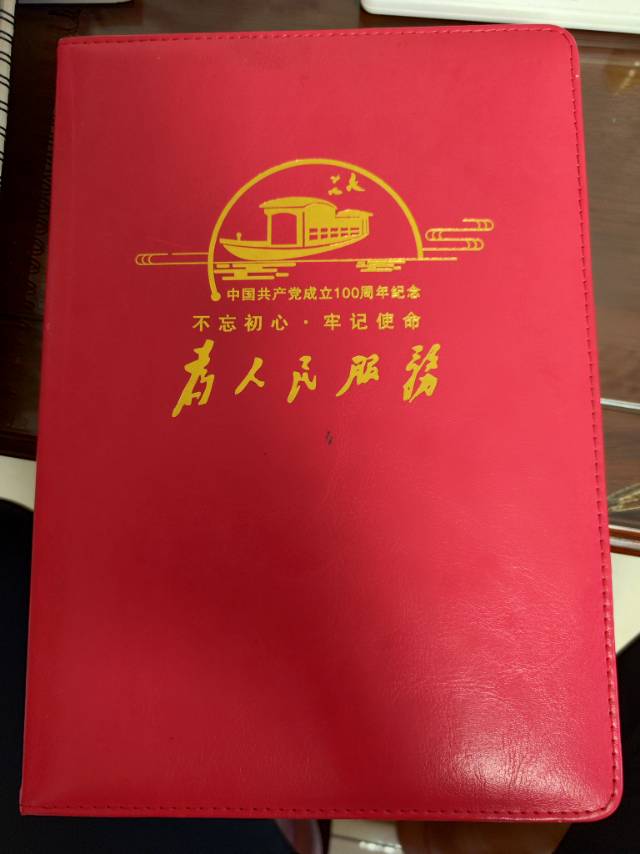 中国共产党成立100周年纪念
不忘初心·牢记使命
为人民服務